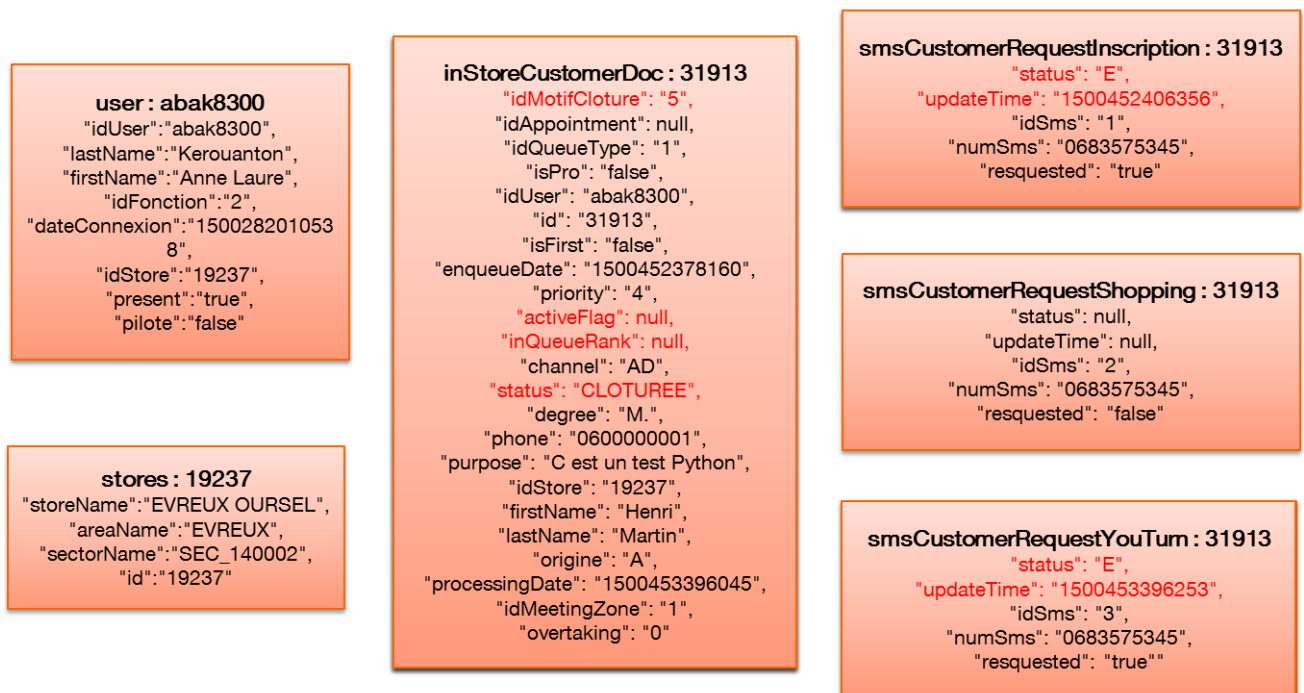 user : abak8300
"idUser":"abak8300",
"lastName":"Kerouanton",
"firstName":"Anne Laure",
"idFonction":"2",
"dateConnexion":"150028201053
8",
"idStore":"19237",
"present":"true",
"pilote":"false"
stores : 19237
"storeName":"EVREUX OURSEL",
"areaName":"EVREUX",
"sectorName":"SEC_140002",
"id":"19237"
inStoreCustomerDoc : 31913
"idMotifCloture": "5",
"idAppointment": null,
"idQueueType": "1",
"isPro": "false",
"idUser": "abak8300",
"id": "31913",
"isFirst": "false",
"enqueueDate": "1500452378160",
"priority": "4",
"activeFlag": null,
"inQueueRank": null,
"channel": "AD",
"status": "CLOTUREE",
"degree": "M.",
"phone": "0600000001",
"purpose": "C est un test Python",
"idStore": "19237",
"firstName": "Henri",
"lastName": "Martin",
"origine": "A",
"processingDate": "1500453396045",
"idMeetingZone": "1",
"overtaking": "0"
smsCustomerRequestInscription : 31913
"status": "E",
"updateTime": "1500452406356",
"idSms": "1",
"numSms": "0683575345",
"resquested": "true"
smsCustomerRequestShopping : 31913
"status": null,
"updateTime": null,
"idSms": "2",
"numSms": "0683575345",
"resquested": "false"
smsCustomerRequestYouTurn : 31913
"status": "E",
"updateTime": "1500453396253",
"idSms": "3",
"numSms": "0683575345",
"resquested": "true""